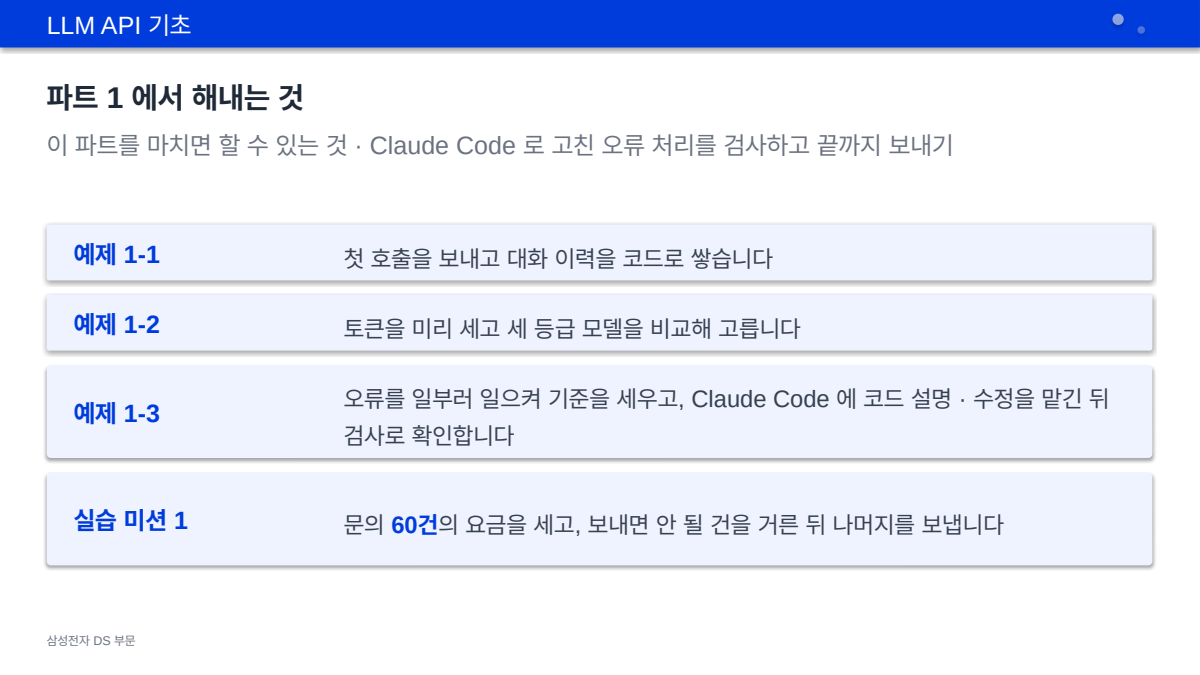 LLM API 기초
파트 1 에서 해내는 것
이 파트를 마치면 할 수 있는 것 · Claude Code 로 고친 오류 처리를 검사하고 끝까지 보내기
예제 1-1
첫 호출을 보내고 대화 이력을 코드로 쌓습니다
예제 1-2
토큰을 미리 세고 세 등급 모델을 비교해 고릅니다
예제 1-3
오류를 일부러 일으켜 기준을 세우고, Claude Code 에 코드 설명 · 수정을 맡긴 뒤
검사로 확인합니다
실습 미션 1
문의 60건의 요금을 세고, 보내면 안 될 건을 거른 뒤 나머지를 보냅니다
삼성전자 DS 부문